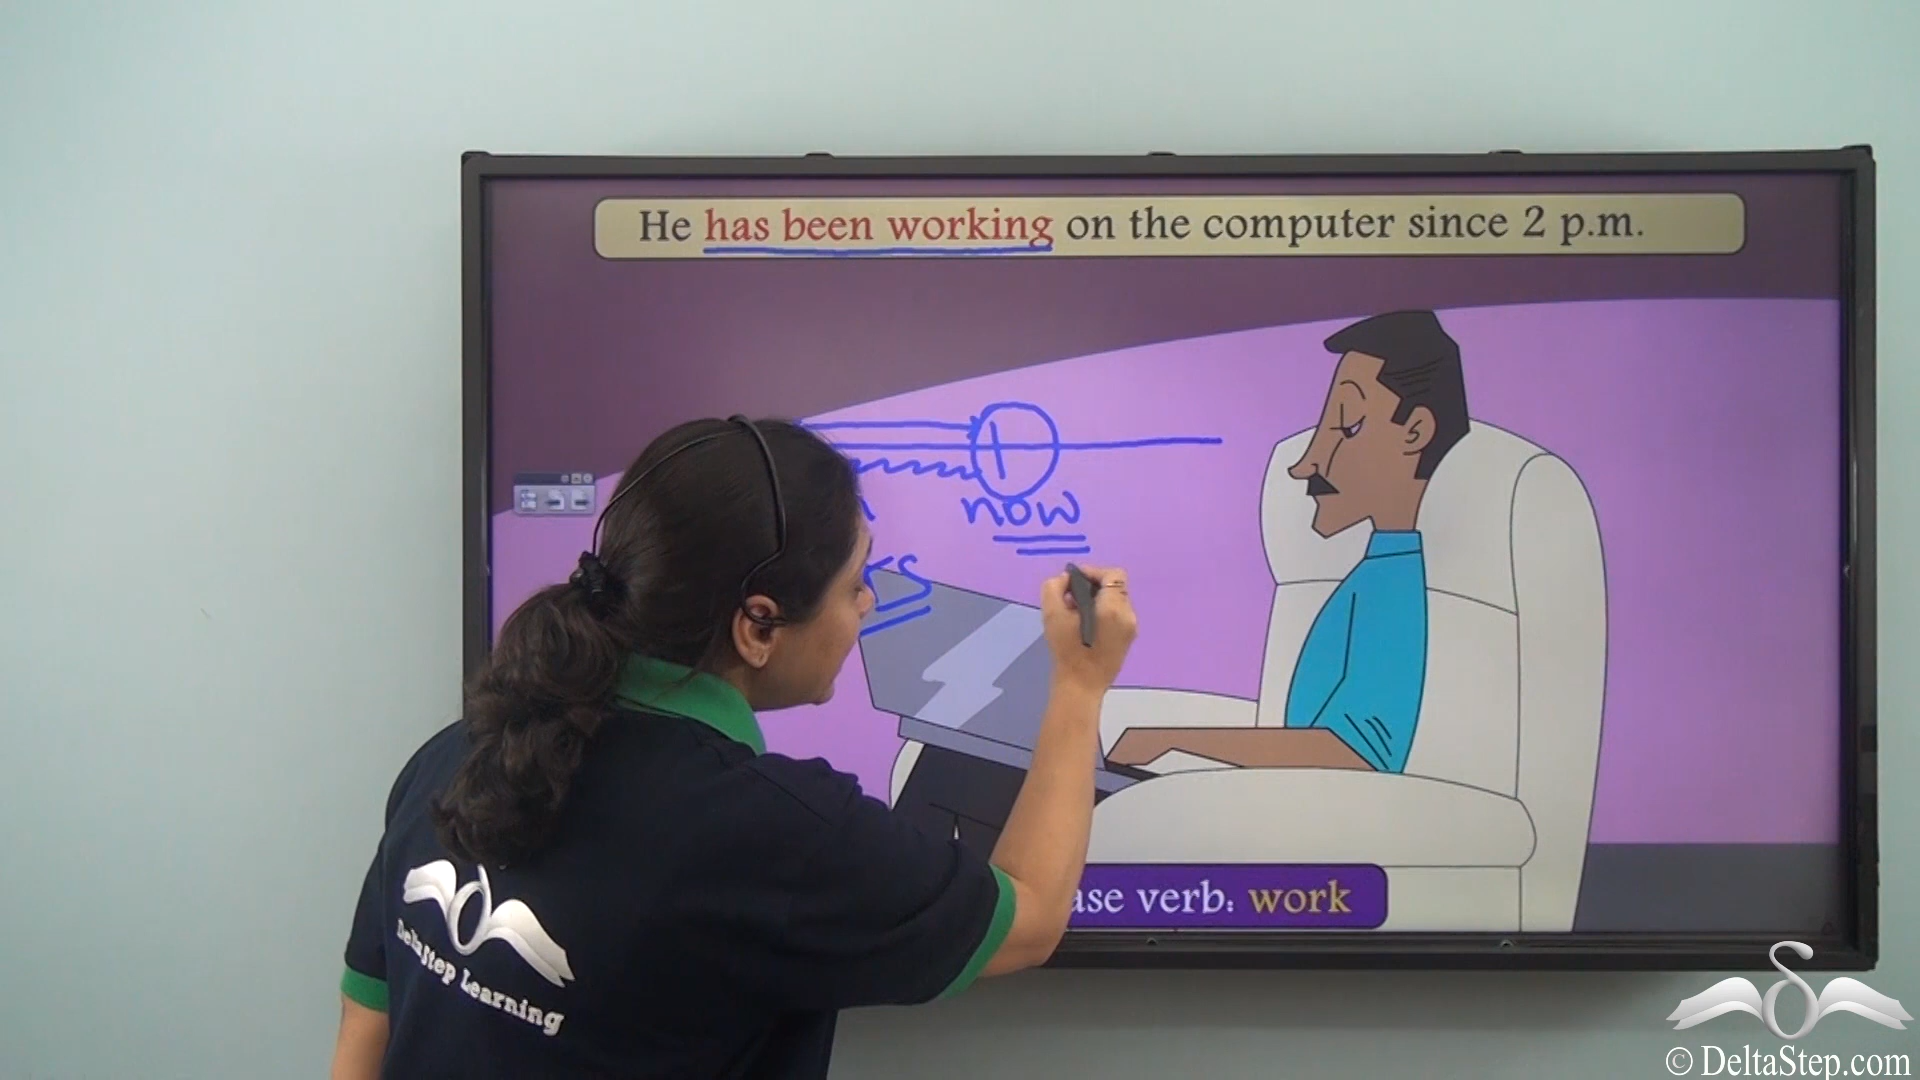 He has been working on the computer since 2 p.m.
now
ase verb: work
DeltaStep Learning
© DeltaStep.com